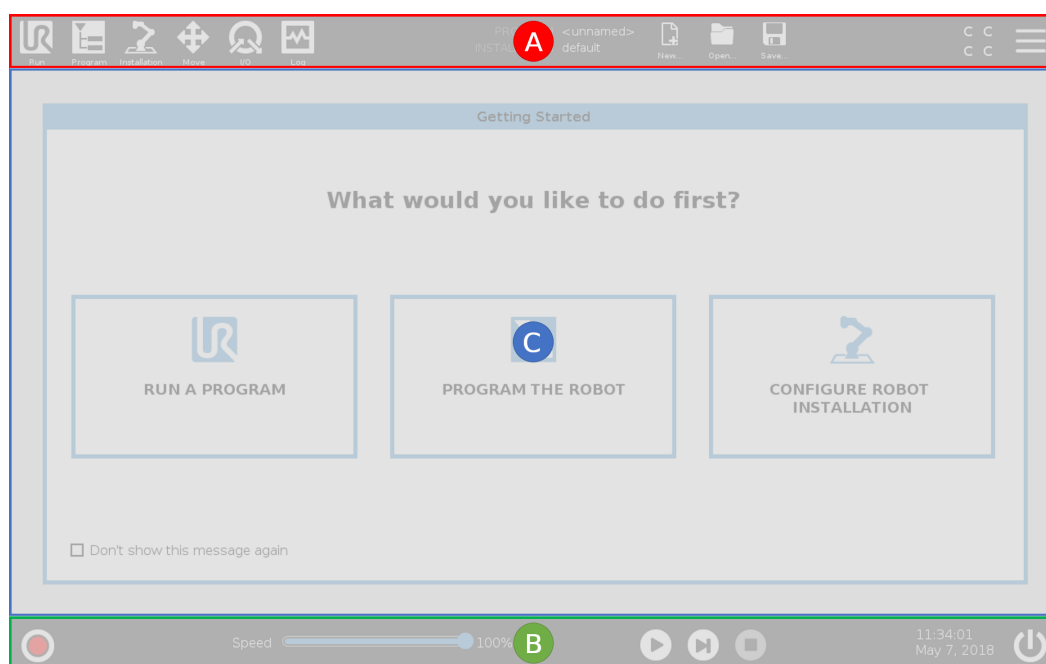 Run Program Installation Move I/O Log
<unnamed>
default
New... Open... Save...
C C
C C
A
Getting Started
What would you like to do first?
C
RUN A PROGRAM
PROGRAM THE ROBOT
CONFIGURE ROBOT
INSTALLATION
Don't show this message again
Speed 100%
B
11:34:01
May 7, 2018